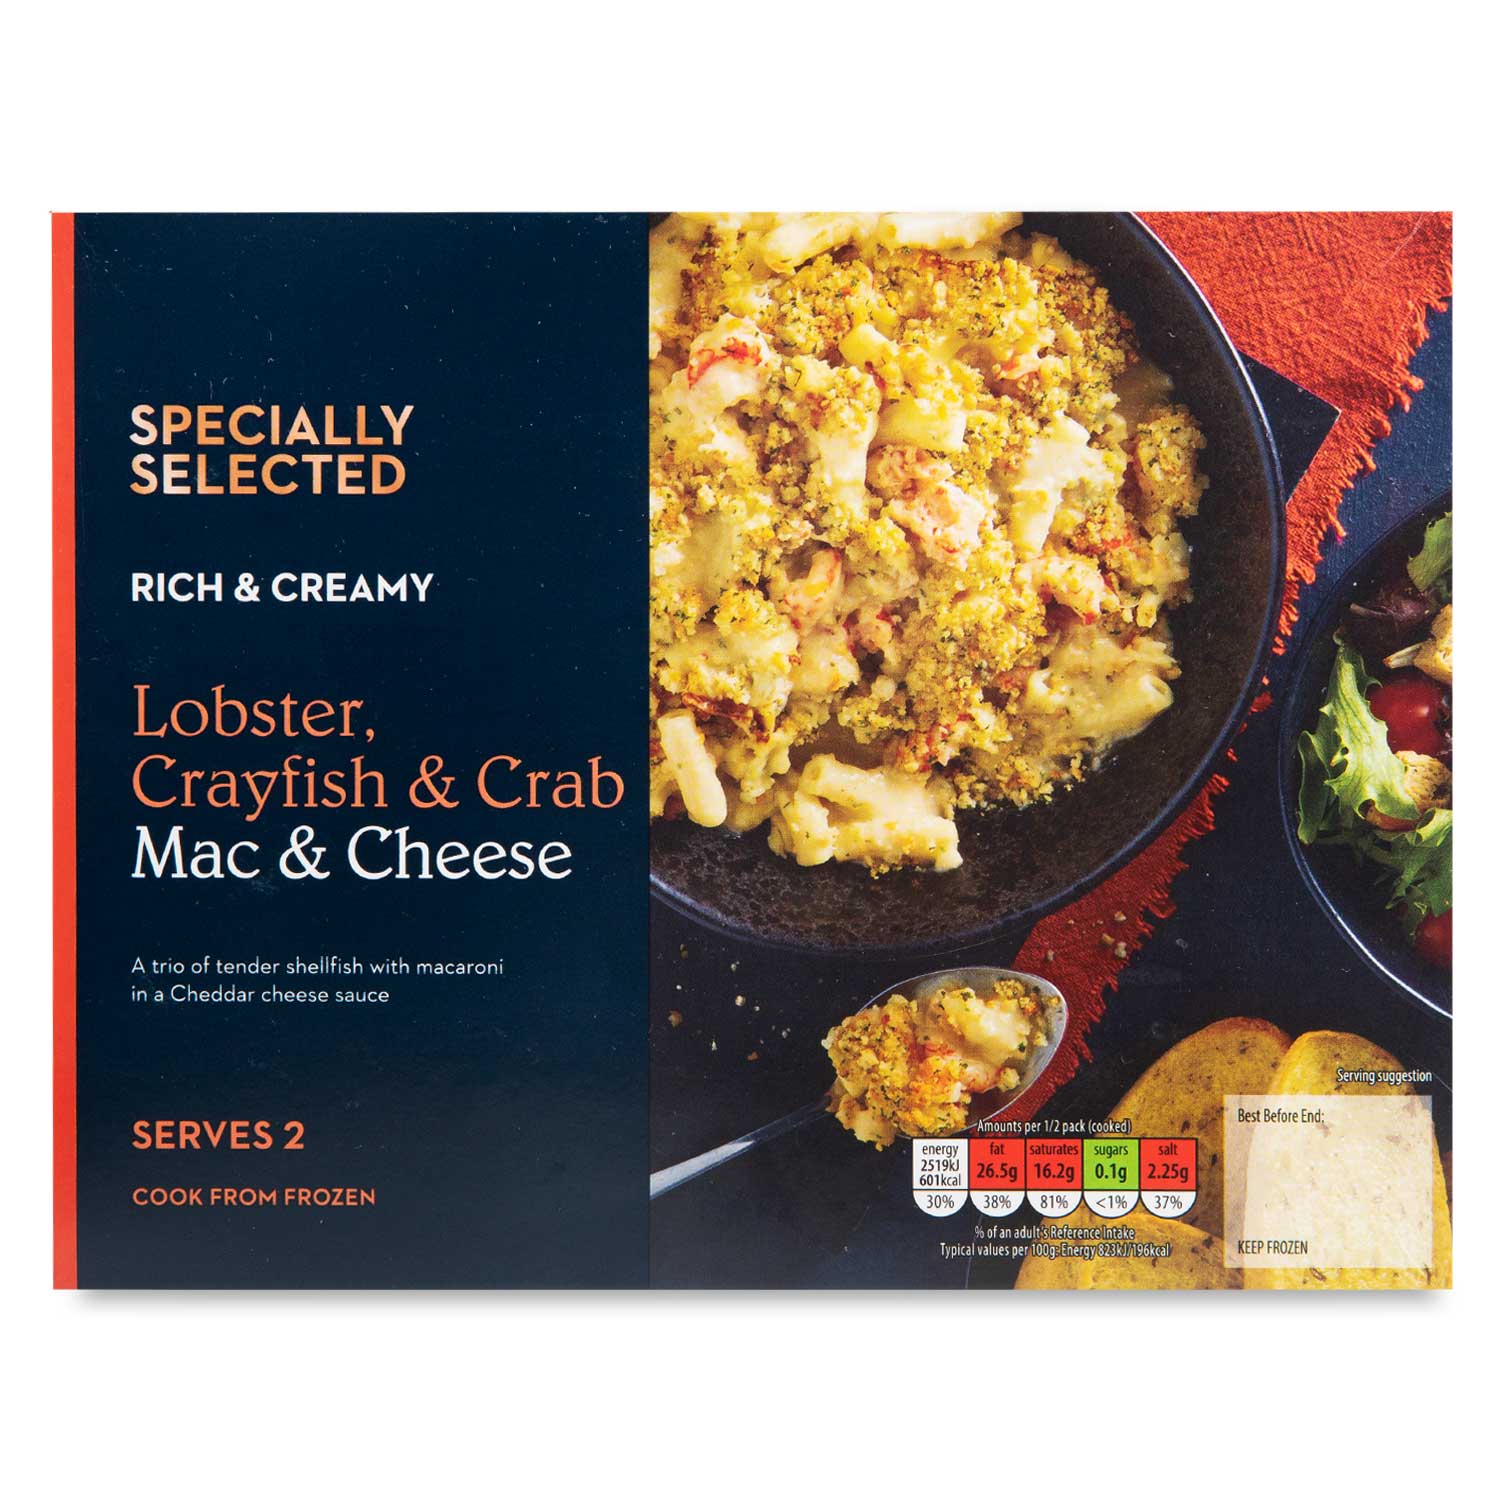 SPECIALLY
SELECTED
RICH & CREAMY
Lobster,
Crayfish & Crab
Mac & Cheese
A trio of tender shellfish with macaroni
in a Cheddar cheese sauce
SERVES 2
COOK FROM FROZEN
Serving suggestion
Best Before End:
KEEP FROZEN
Amounts per 1/2 pack (cooked)
energy fat saturates sugars salt
2519kJ 26.5g 16.2g 0.1g 2.25g
601kcal
30% 38% 81% <1% 37%
% of an adult's Reference Intake
Typical values per 100g: Energy 823kJ/196kcal